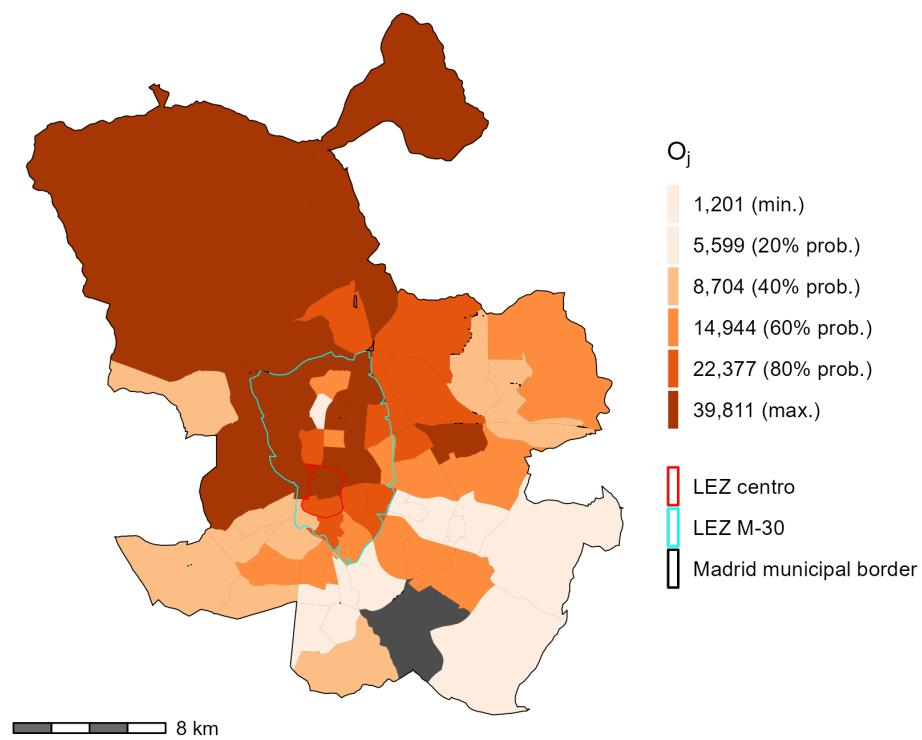 Oj
1,201 (min.)
5,599 (20% prob.)
8,704 (40% prob.)
14,944 (60% prob.)
22,377 (80% prob.)
39,811 (max.)
LEZ centro
LEZ M-30
Madrid municipal border
8 km